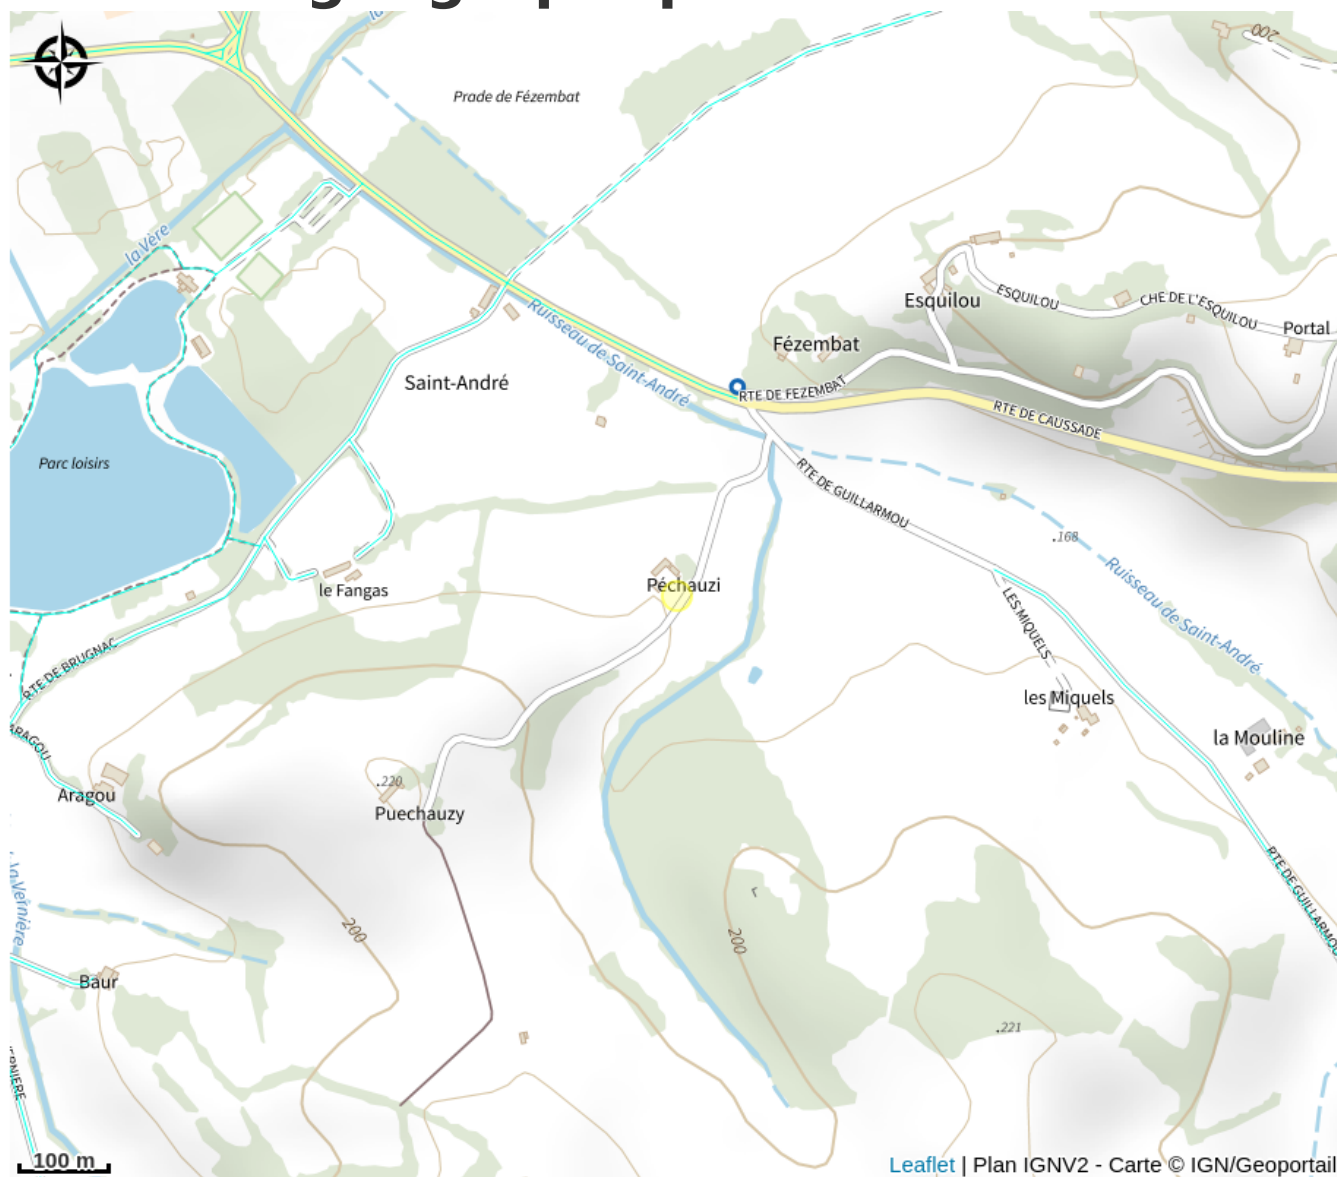 200
Prade de Fézembat
la Vère
ESQUILOU
CHE DE L'ESQUILOU
Esquilou
Portal
Ruisseau de Saint-André
Fézembat
Saint-André
RTE DE FEZEMBAT
RTE DE CAUSSADE
Parc loisirs
RTE DE GUILLARMOU
.168
Ruisseau de Saint-André
le Fangas
Péchauzi
LES MIQUELS
RTE DE BRUGNAC
les Miquels
ARAGOU
la Mouline
.220
Aragou
Puechauzy
RTE DE GUILLARMOU
la Vernière
200
200
Baur
.221
100 m
Leaflet | Plan IGNV2 - Carte © IGN/Geoportail